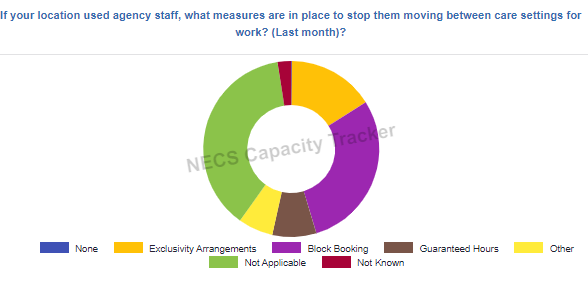 If your location used agency staff, what measures are in place to stop them moving between care settings for
work? (Last month)?
NECS Capacity Tracker
None Exclusivity Arrangements Block Booking Guaranteed Hours Other
Not Applicable Not Known